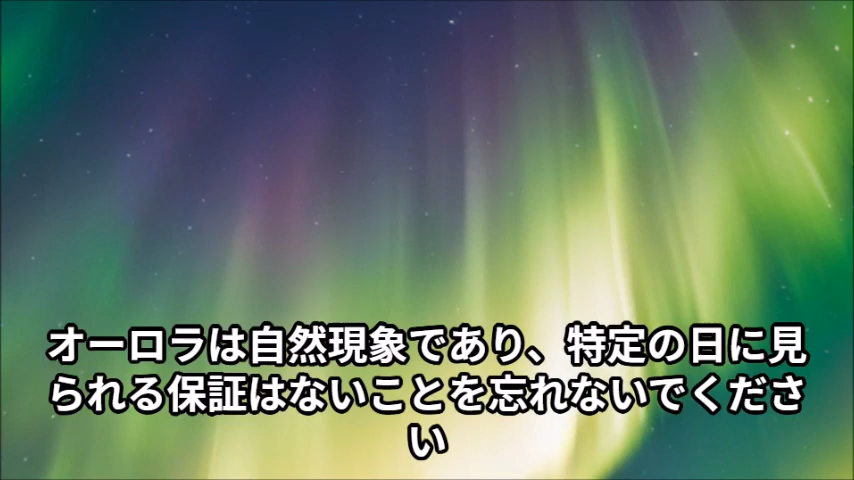 オーロラは自然現象であり、特定の日に見
られる保証はないことを忘れないでくださ
い